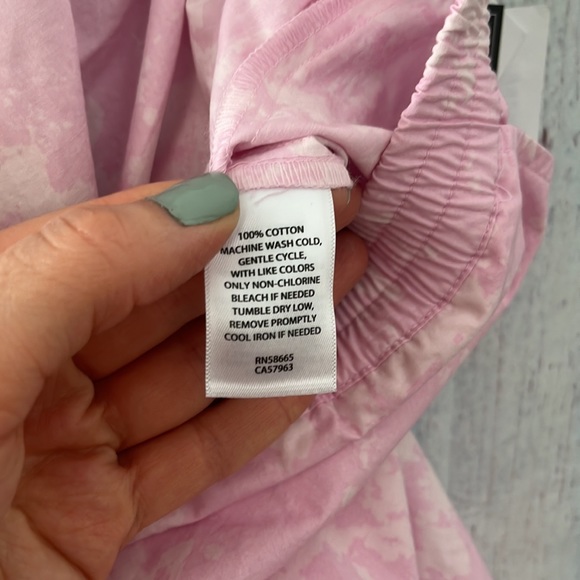 100% COTTON
MACHINE WASH COLD,
GENTLE CYCLE,
WITH LIKE COLORS
ONLY NON-CHLORINE
BLEACH IF NEEDED
TUMBLE DRY LOW,
REMOVE PROMPTLY
COOL IRON IF NEEDED
RN58665
CA57963